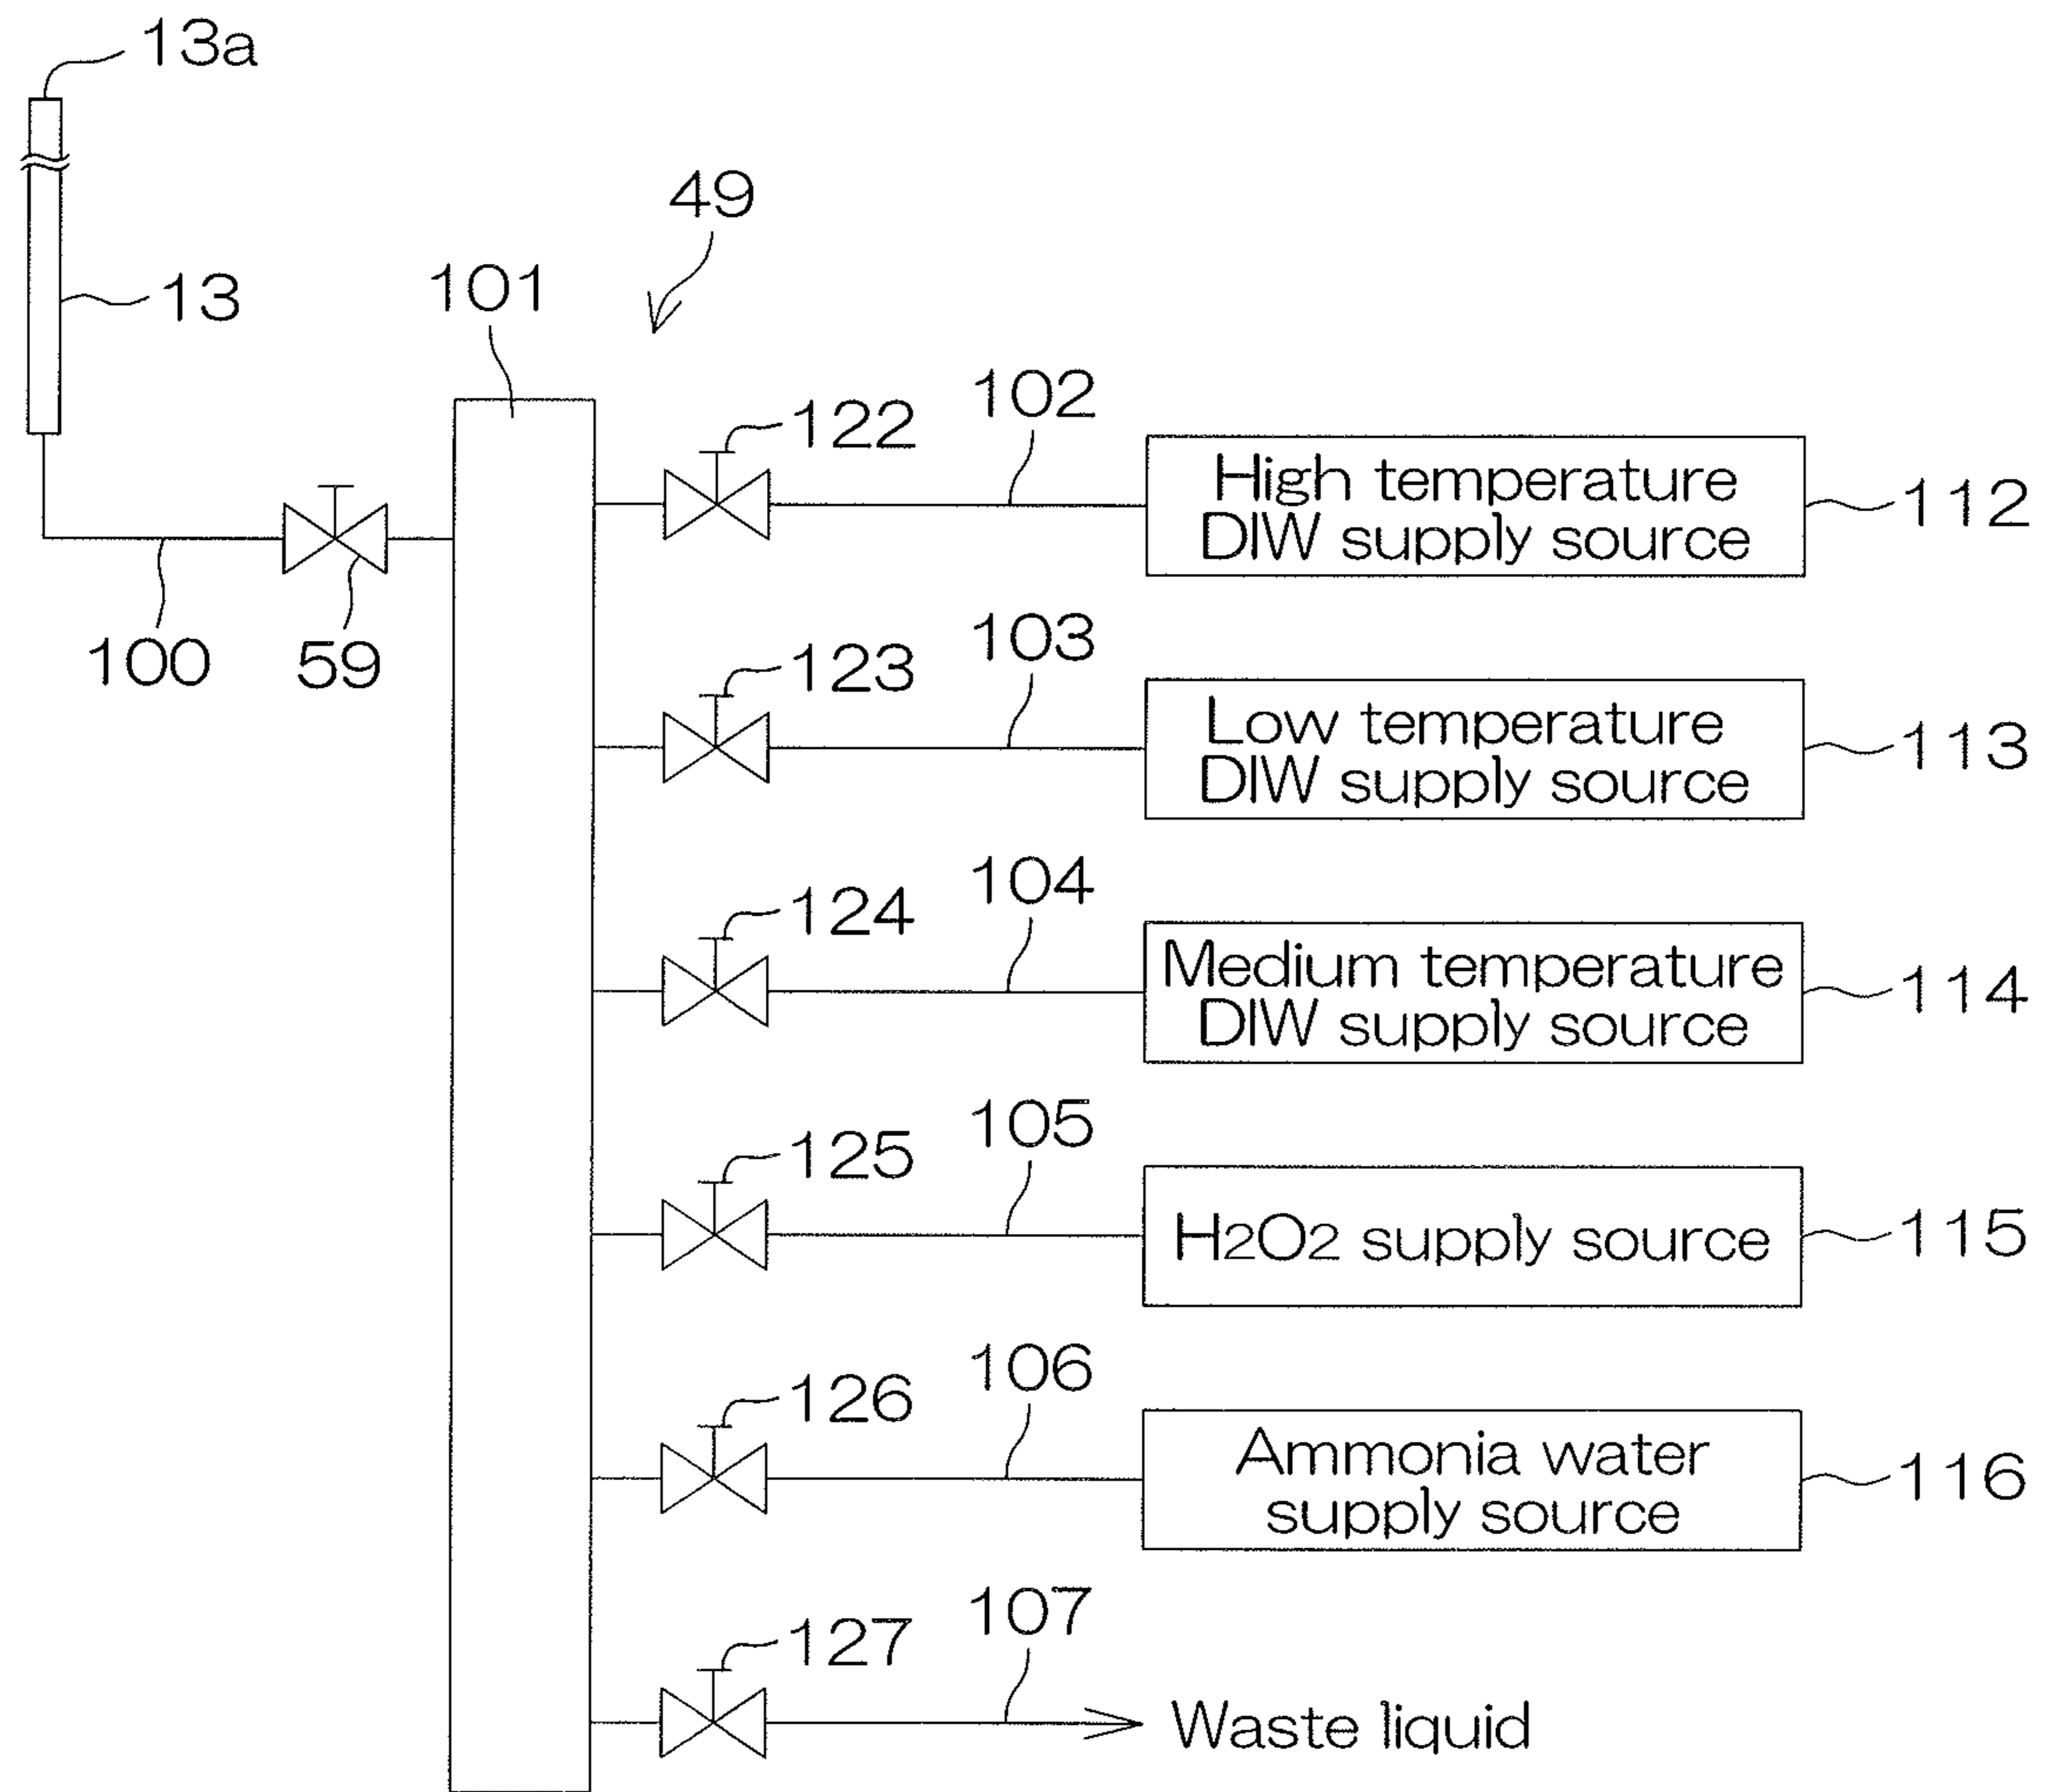 13a
49
13
101
102
122
High temperature
DIW supply source
112
100
59
103
123
Low temperature
DIW supply source
113
104
124
Medium temperature
DIW supply source
114
105
125
H2O2 supply source
115
106
126
Ammonia water
supply source
116
107
127
Waste liquid